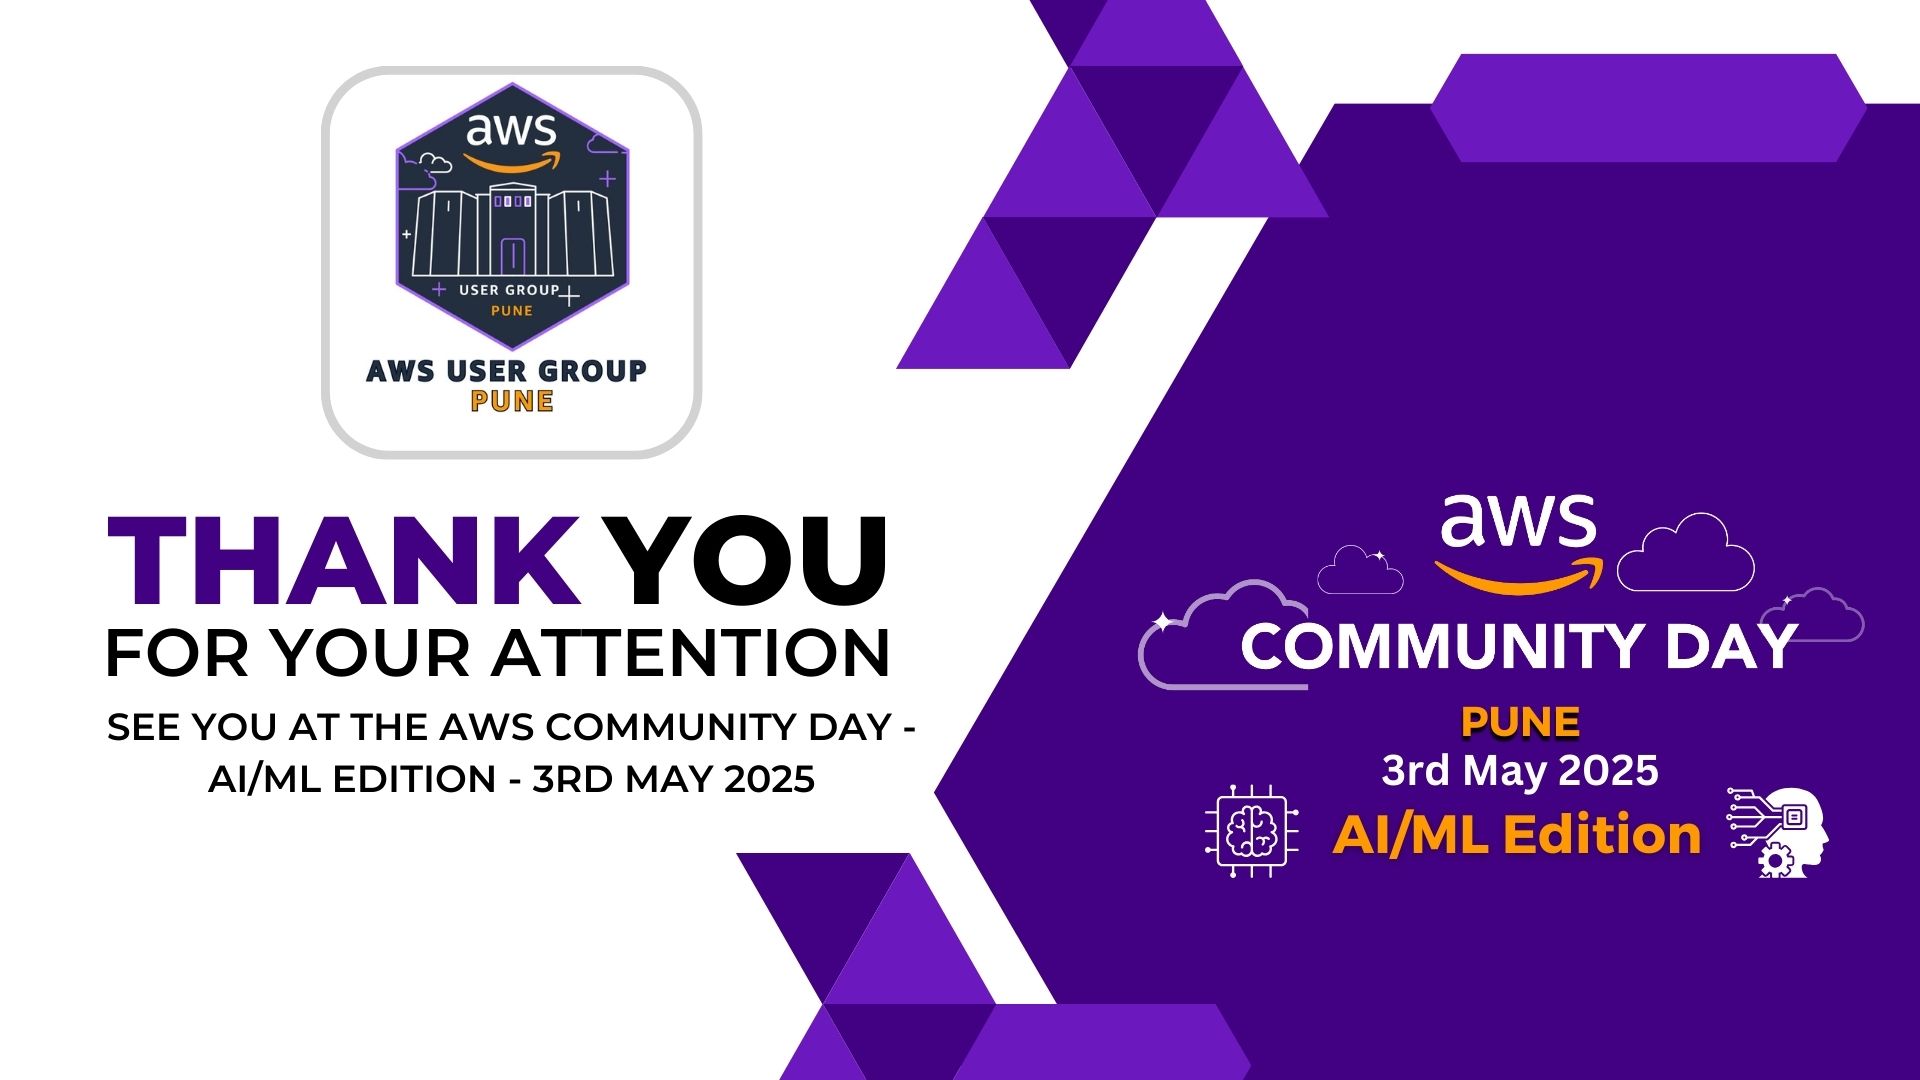 aws
USER GROUP
PUNE
AWS USER GROUP
PUNE
THANK YOU
FOR YOUR ATTENTION
SEE YOU AT THE AWS COMMUNITY DAY -
AI/ML EDITION - 3RD MAY 2025
aws
COMMUNITY DAY
PUNE
3rd May 2025
AI/ML Edition